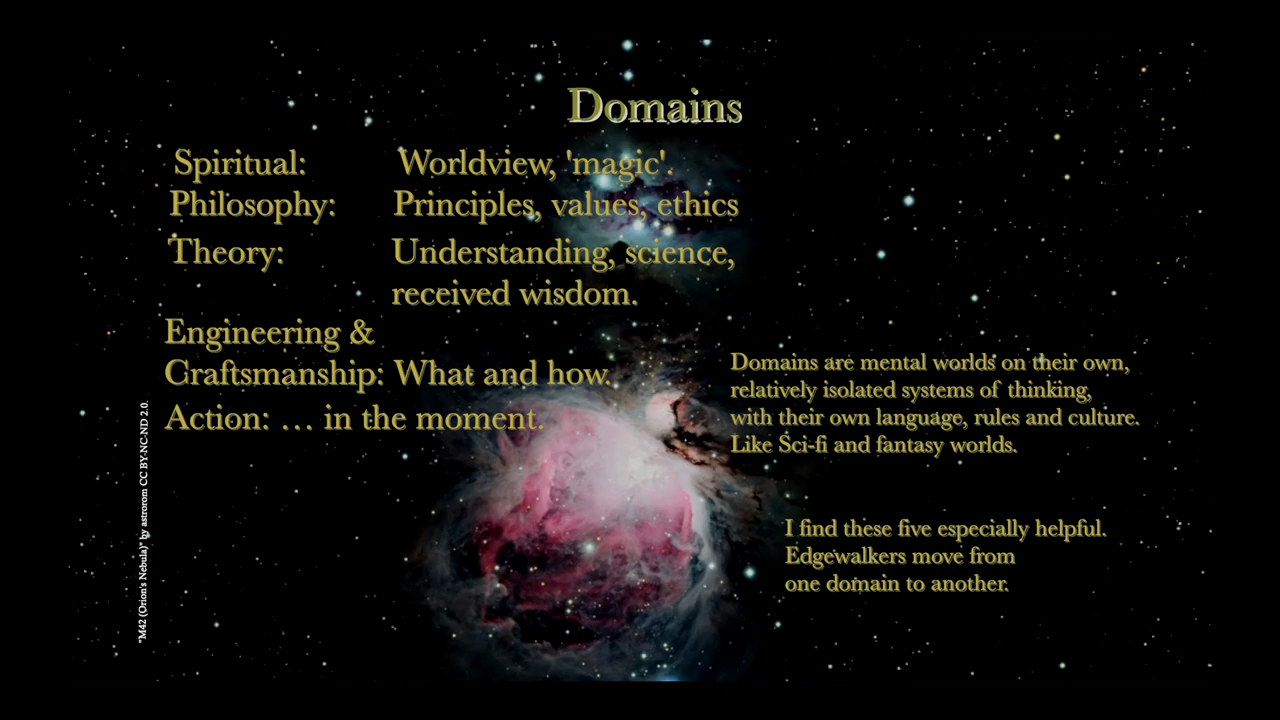 Domains
Spiritual: Worldview, 'magic'.
Philosophy: Principles, values, ethics
Theory: Understanding, science,
received wisdom.
Engineering &
Craftsmanship: What and how.
Action: … in the moment.
Domains are mental worlds on their own,
relatively isolated systems of thinking,
with their own language, rules and culture.
Like Sci-fi and fantasy worlds.
I find these five especially helpful.
Edgewalkers move from
one domain to another.
"M42 (Orion's Nebula)" by astrorom CC BY-NC-ND 2.0.